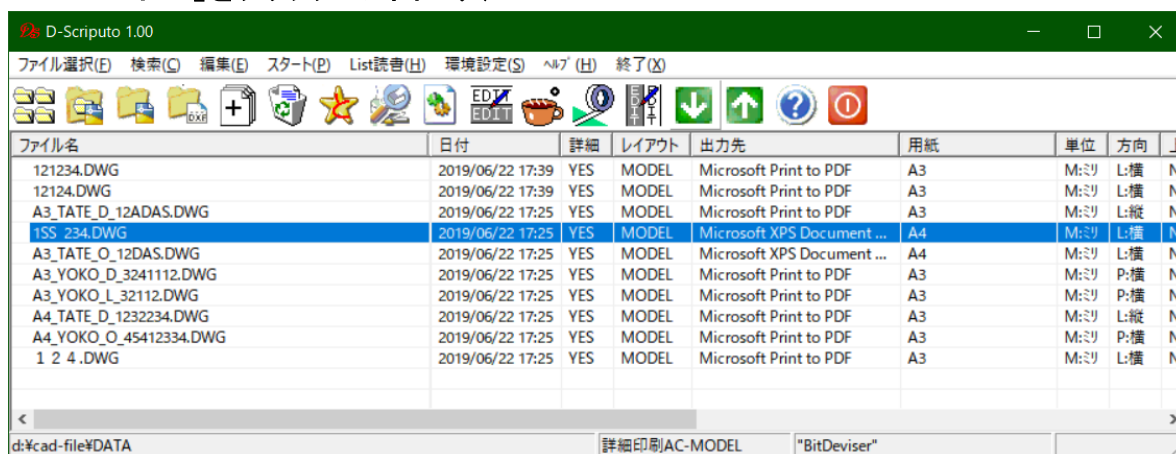 D-Scriputo 1.00
ファイル選択(F) 検索(C) 編集(E) スタート(P) List読書(H) 環境設定(S) ﾍﾙﾌﾟ(H) 終了(X)
DXF EDIT EDIT EDIT
ファイル名 日付 詳細 レイアウト 出力先 用紙 単位 方向
121234.DWG 2019/06/22 17:39 YES MODEL Microsoft Print to PDF A3 M:ミリ L:横 N
12124.DWG 2019/06/22 17:39 YES MODEL Microsoft Print to PDF A3 M:ミリ L:横 N
A3_TATE_D_12ADAS.DWG 2019/06/22 17:25 YES MODEL Microsoft Print to PDF A3 M:ミリ L:縦 N
1SS 234.DWG 2019/06/22 17:25 YES MODEL Microsoft XPS Document ... A4 M:ミリ L:横 N
A3_TATE_O_12DAS.DWG 2019/06/22 17:25 YES MODEL Microsoft XPS Document ... A4 M:ミリ L:横 N
A3_YOKO_D_3241112.DWG 2019/06/22 17:25 YES MODEL Microsoft Print to PDF A3 M:ミリ P:横 N
A3_YOKO_L_32112.DWG 2019/06/22 17:25 YES MODEL Microsoft Print to PDF A3 M:ミリ P:横 N
A4_TATE_D_1232234.DWG 2019/06/22 17:25 YES MODEL Microsoft Print to PDF A3 M:ミリ L:縦 N
A4_YOKO_O_45412334.DWG 2019/06/22 17:25 YES MODEL Microsoft Print to PDF A3 M:ミリ P:横 N
１２４.DWG 2019/06/22 17:25 YES MODEL Microsoft Print to PDF A3 M:ミリ L:横 N
d:¥cad-file¥DATA 詳細印刷AC-MODEL "BitDeviser"